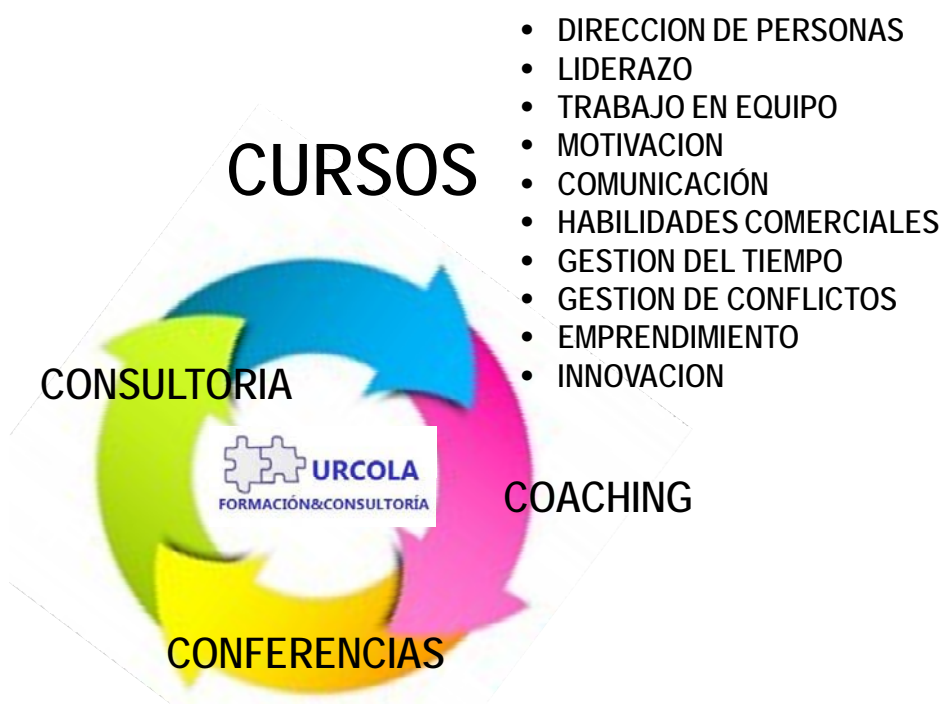 • DIRECCION DE PERSONAS
• LIDERAZO
• TRABAJO EN EQUIPO
• MOTIVACION
• COMUNICACIÓN
• HABILIDADES COMERCIALES
• GESTION DEL TIEMPO
• GESTION DE CONFLICTOS
• EMPRENDIMIENTO
• INNOVACION
CURSOS
CONSULTORIA
URCOLA
FORMACIÓN&CONSULTORÍA
COACHING
CONFERENCIAS